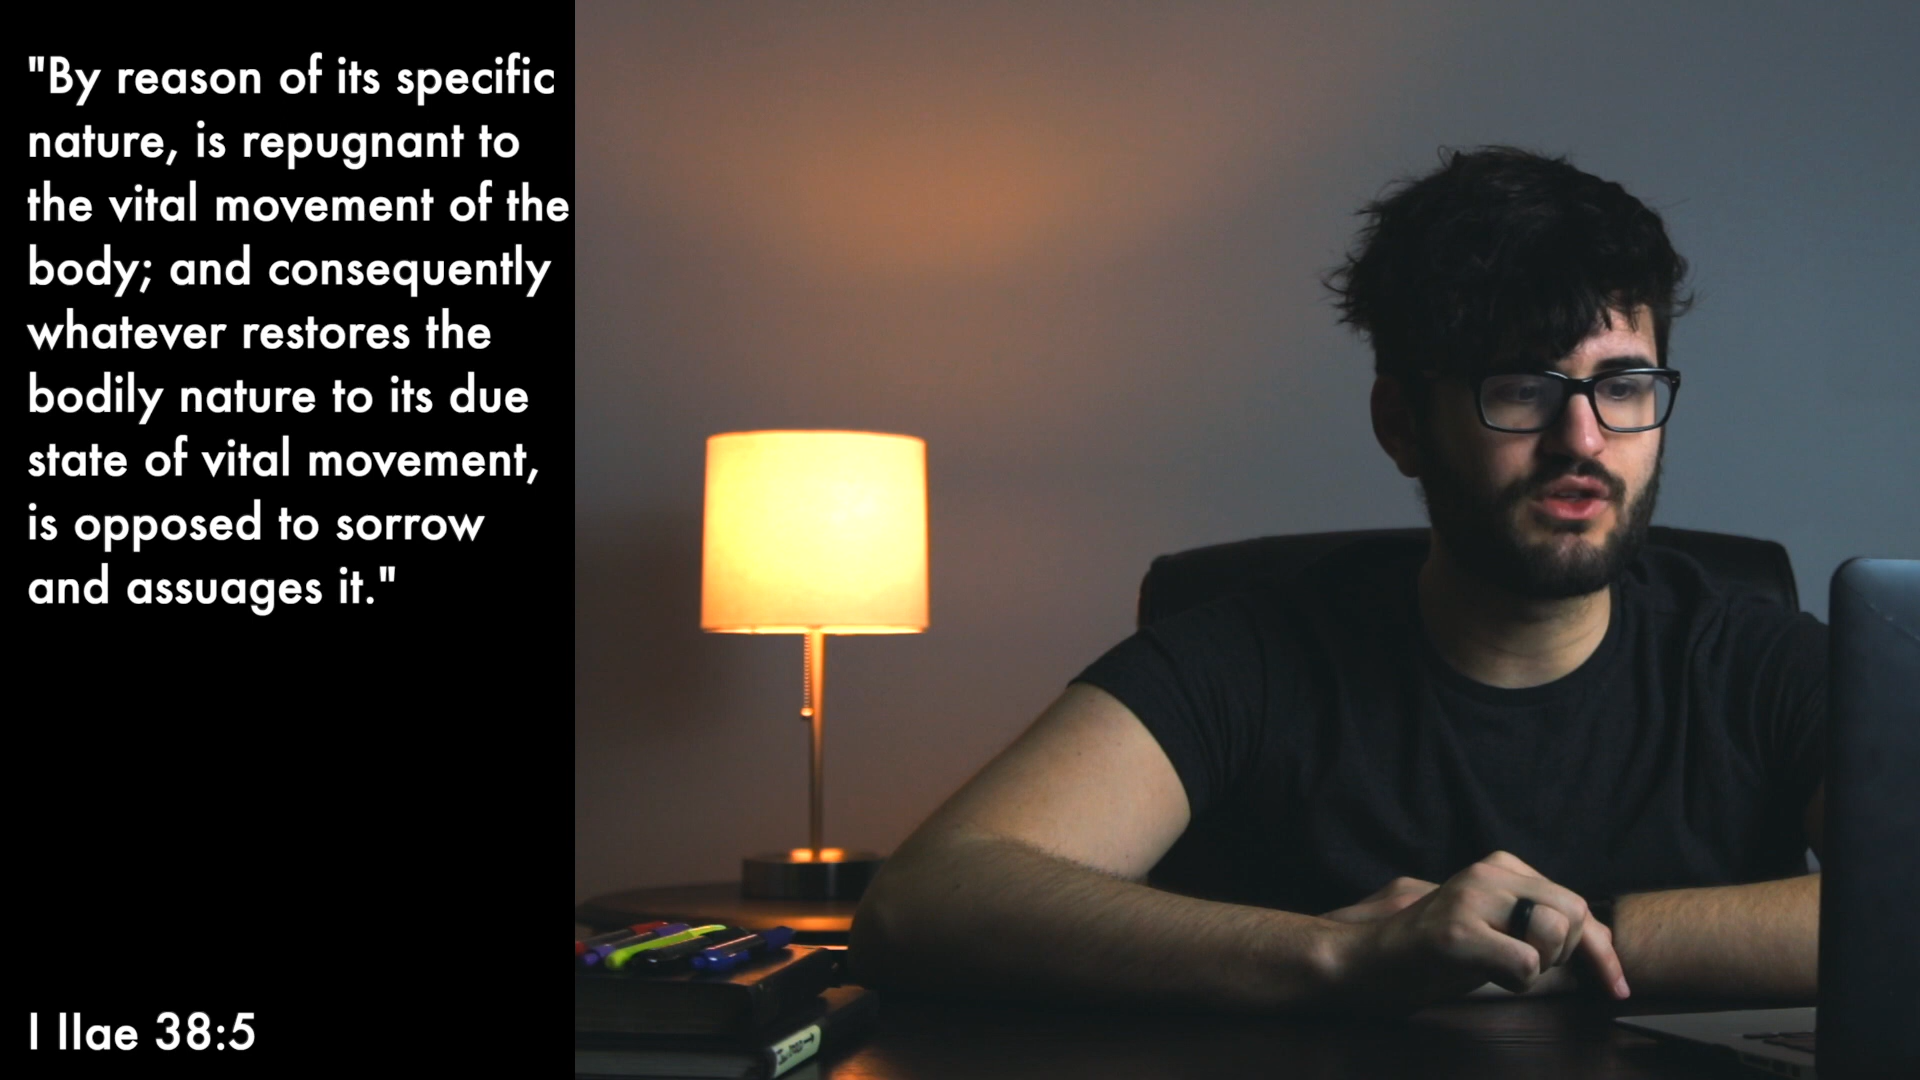 "By reason of its specific
nature, is repugnant to
the vital movement of the
body; and consequently
whatever restores the
bodily nature to its due
state of vital movement,
is opposed to sorrow
and assuages it."
I IIae 38:5